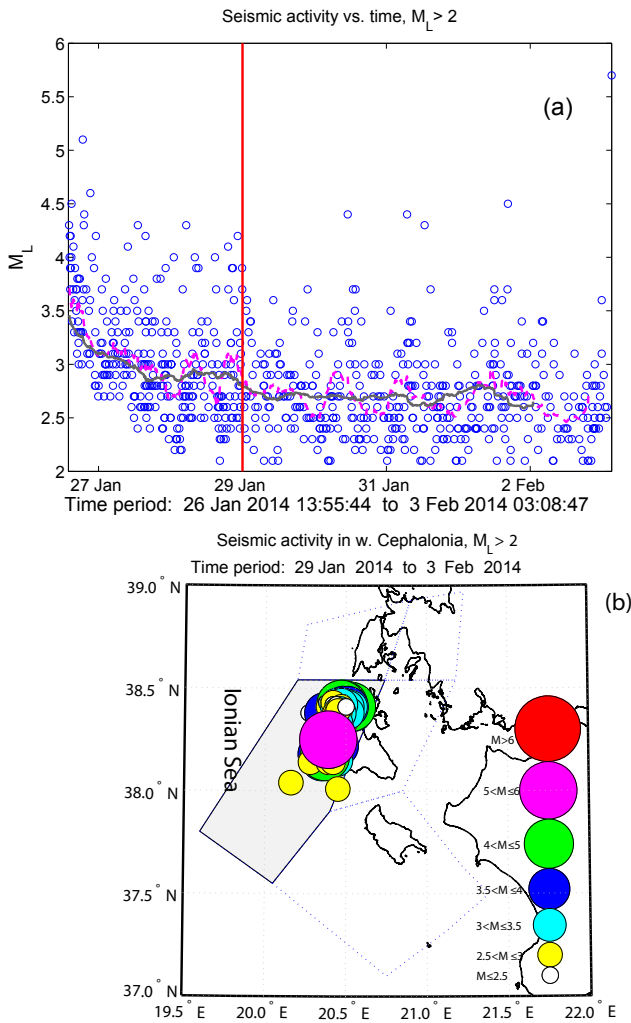 Seismic activity vs. time, M_L > 2
6
5.5
5
4.5
4
3.5
3
2.5
2
M_L
(a)
27 Jan 29 Jan 31 Jan 2 Feb
Time period: 26 Jan 2014 13:55:44 to 3 Feb 2014 03:08:47
Seismic activity in w. Cephalonia, M_L > 2
Time period: 29 Jan 2014 to 3 Feb 2014
(b)
39.0 ° N
38.5 ° N
38.0 ° N
37.5 ° N
37.0 ° N
Ionian Sea
M>6
5<M≤6
4<M≤5
3.5<M≤4
3<M≤3.5
2.5<M≤3
M≤2.5
19.5 ° E 20.0 ° E 20.5 ° E 21.0 ° E 21.5 ° E 22.0 ° E